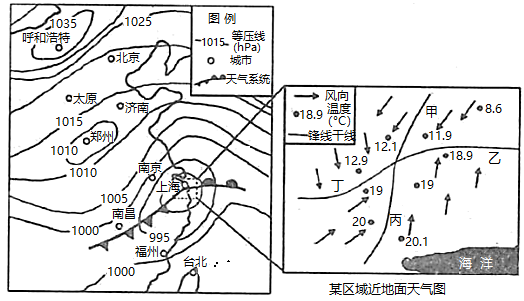 1035
1025
呼和浩特
北京
太原
济南
1015
1010
郑州
1010
1005
南京
上海
南昌
1000
995
福州
1000
台北
图 例
1015 等压线
(hPa)
城市
天气系统
风向
18.9 温度
(℃)
锋线干线
甲
8.6
11.9
12.1
18.9
乙
12.9
丁
19
19
20
丙
20.1
海 洋
某区域近地面天气图